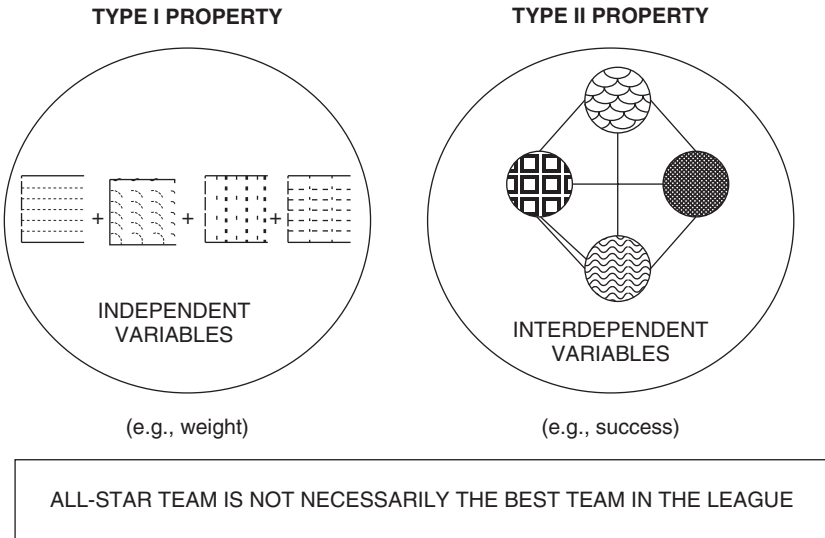 TYPE I PROPERTY
+ + +
INDEPENDENT
VARIABLES
(e.g., weight)
TYPE II PROPERTY
INTERDEPENDENT
VARIABLES
(e.g., success)
ALL-STAR TEAM IS NOT NECESSARILY THE BEST TEAM IN THE LEAGUE